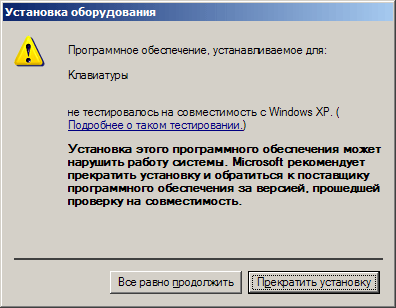 Установка оборудования
Программное обеспечение, устанавливаемое для:
Клавиатуры
не тестировалось на совместимость с Windows XP. (
Подробнее о таком тестировании.)
Установка этого программного обеспечения может
нарушить работу системы. Microsoft рекомендует
прекратить установку и обратиться к поставщику
программного обеспечения за версией, прошедшей
проверку на совместимость.
Все равно продолжить
Прекратить установку